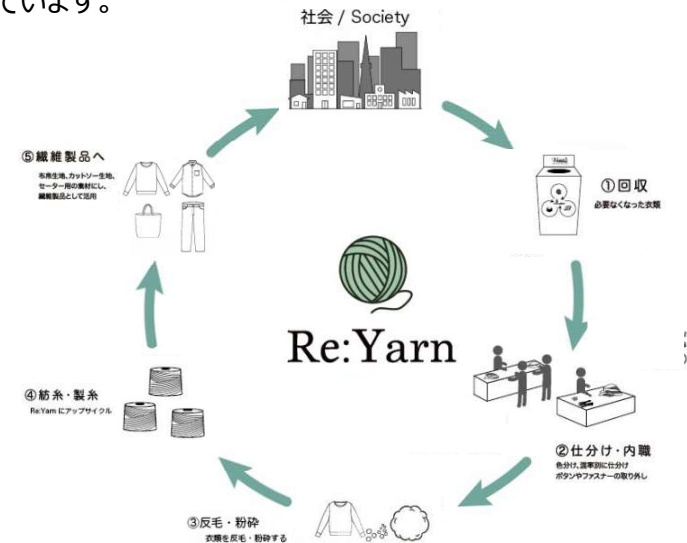 ています。
社会 / Society
①回収
必要なくなった衣類
②仕分け・内職
色分け、混率別に仕分け
ボタンやファスナーの取り外し
③反毛・粉砕
衣類を反毛・粉砕する
④紡糸・製糸
Re:Yarn にアップサイクル
⑤繊維製品へ
布帛生地、カットソー生地、
セーター用の素材にし、
繊維製品として活用
Re:Yarn